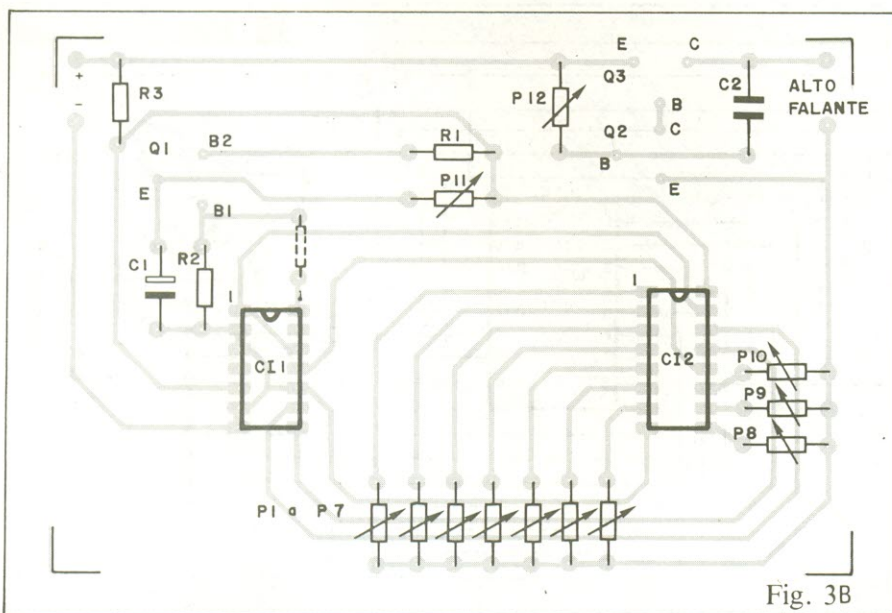 E
C
Q3
+
-
R3
P12
C2
ALTO
FALANTE
B
Q1
B2
R1
Q2
C
B
E
P11
E
B1
C1
R2
1
1
1
CI1
CI2
P10
P9
P8
P1 a P7
Fig. 3B